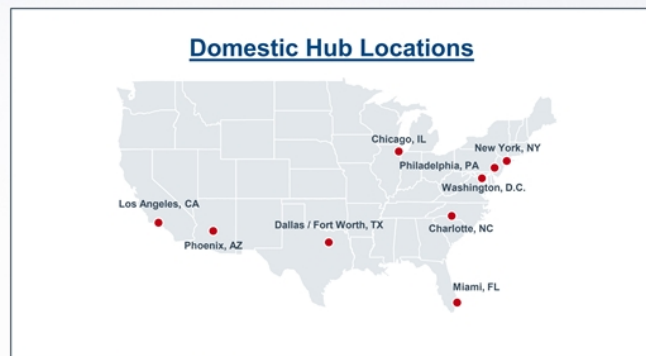 Domestic Hub Locations
Chicago, IL
New York, NY
Philadelphia, PA
Washington, D.C.
Los Angeles, CA
Dallas / Fort Worth, TX
Charlotte, NC
Phoenix, AZ
Miami, FL